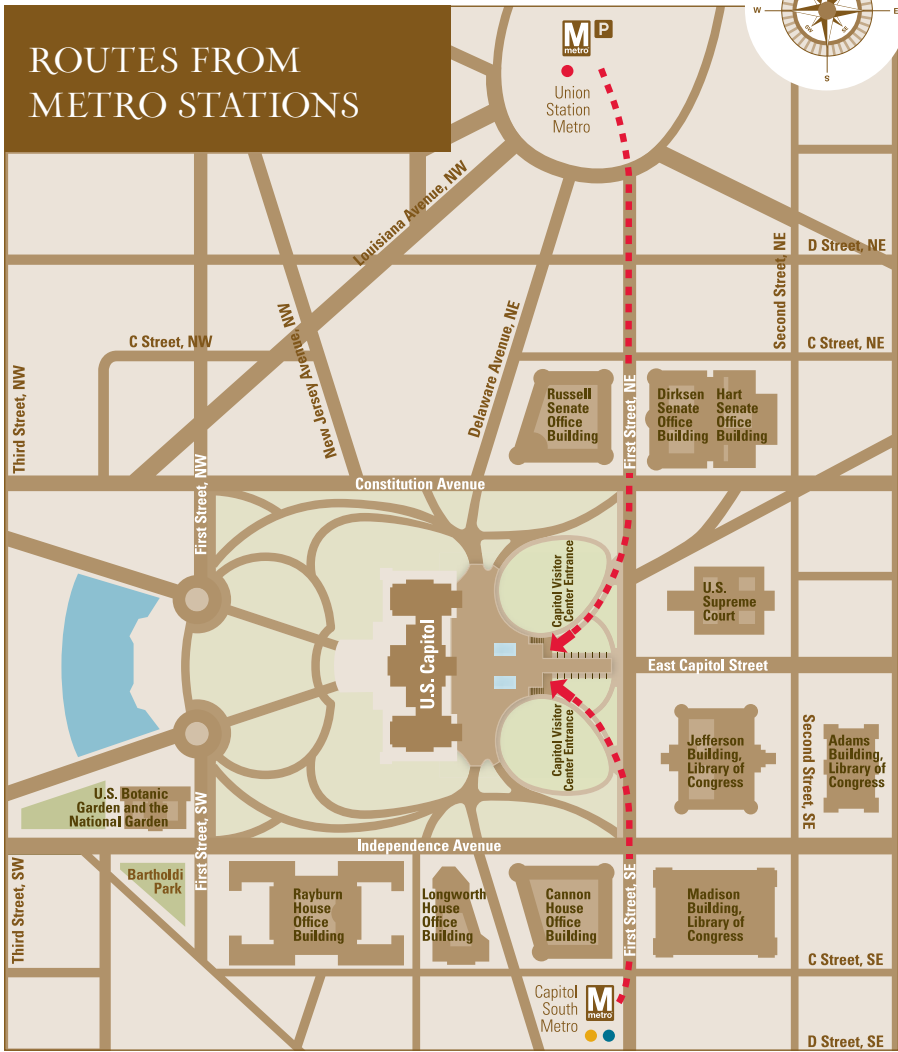 ROUTES FROM
METRO STATIONS
W
E
SW
SE
S
M
metro
P
Union
Station
Metro
Louisiana Avenue, NW
D Street, NE
Second Street, NE
C Street, NW
New Jersey Avenue, NW
Delaware Avenue, NE
C Street, NE
Third Street, NW
First Street, NW
Russell
Senate
Office
Building
First Street, NE
Dirksen
Senate
Office
Building
Hart
Senate
Office
Building
Constitution Avenue
Capitol Visitor
Center Entrance
U.S.
Supreme
Court
U.S. Capitol
East Capitol Street
Capitol Visitor
Center Entrance
Jefferson
Building,
Library of
Congress
Second Street, SE
Adams
Building,
Library of
Congress
U.S. Botanic
Garden and the
National Garden
First Street, SW
Independence Avenue
Third Street, SW
Bartholdi
Park
Rayburn
House
Office
Building
Longworth
House
Office
Building
Cannon
House
Office
Building
First Street, SE
Madison
Building,
Library of
Congress
C Street, SE
Capitol
South
Metro
M
metro
D Street, SE